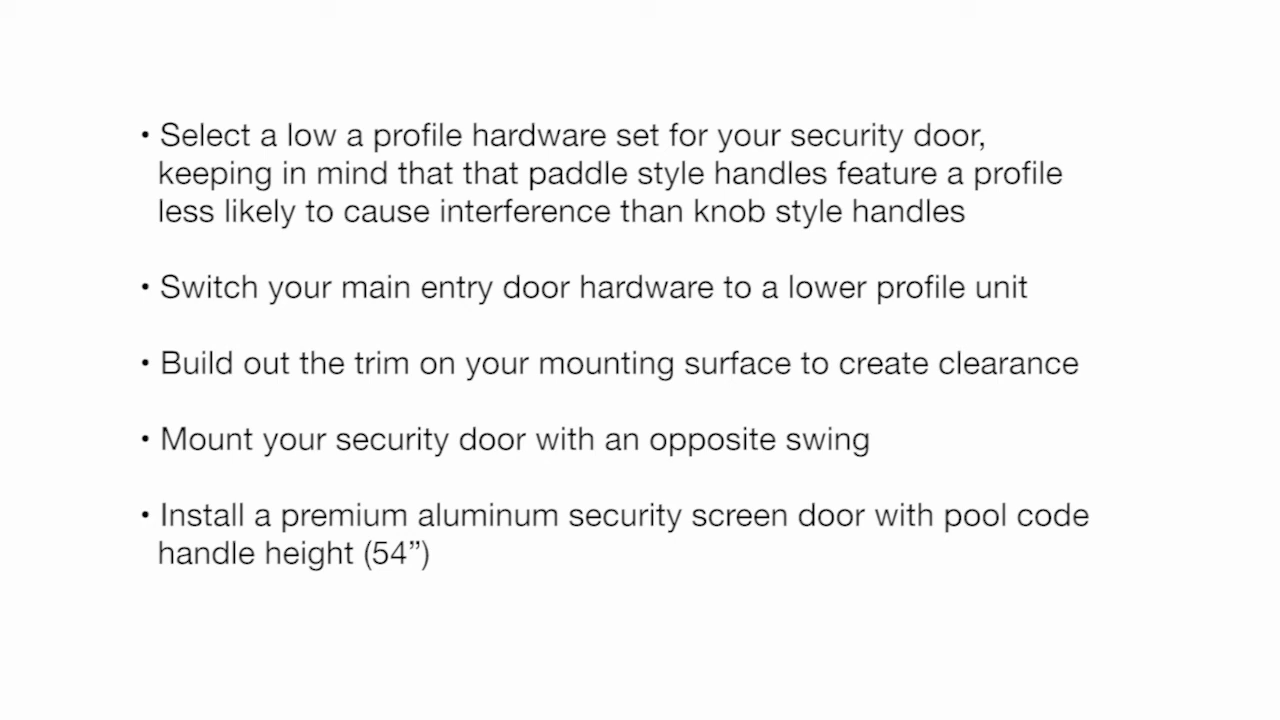 • Select a low a profile hardware set for your security door,
keeping in mind that that paddle style handles feature a profile
less likely to cause interference than knob style handles
• Switch your main entry door hardware to a lower profile unit
• Build out the trim on your mounting surface to create clearance
• Mount your security door with an opposite swing
• Install a premium aluminum security screen door with pool code
handle height (54”)